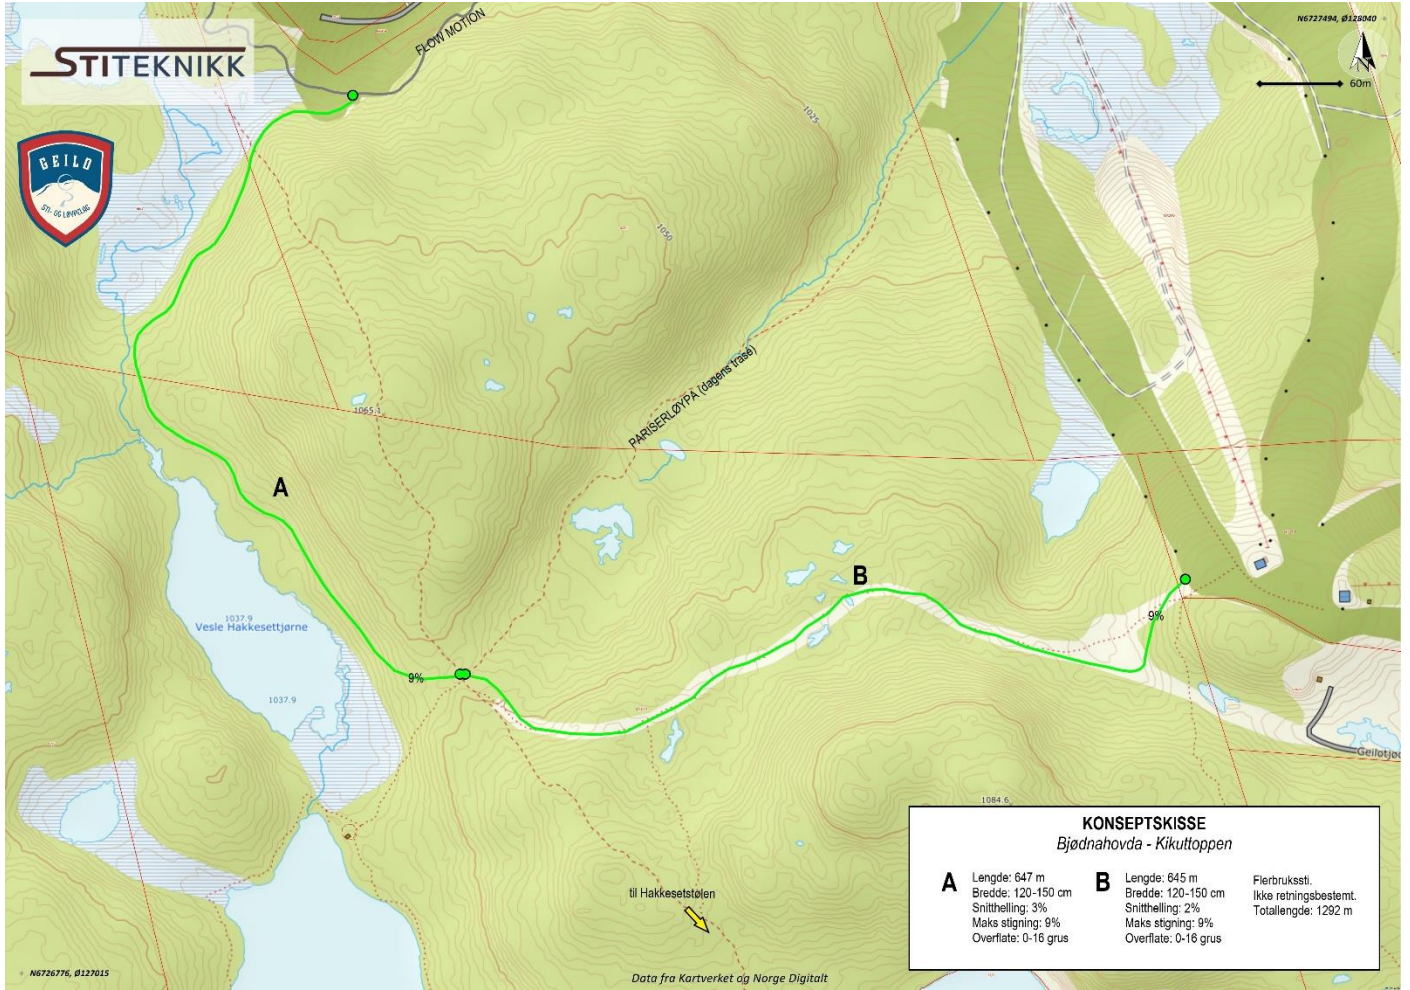 STITEKNIKK
GEILO
STI- OG LØYPELAG
FLOW MOTION
N6727494, Ø128040
60m
1025
1050
PARISERLØYPA (dagens trase)
1065.1
A
B
1037.9
Vesle Hakkesettjørne
1037.9
9%
9%
Geilotjø
1084.6
til Hakkesetstølen
KONSEPTSKISSE
Bjødnahovda - Kikuttoppen
A
Lengde: 647 m
Bredde: 120-150 cm
Snitthelling: 3%
Maks stigning: 9%
Overflate: 0-16 grus
B
Lengde: 645 m
Bredde: 120-150 cm
Snitthelling: 2%
Maks stigning: 9%
Overflate: 0-16 grus
Flerbrukssti.
Ikke retningsbestemt.
Totallengde: 1292 m
N6726776, Ø127015
Data fra Kartverket og Norge Digitalt